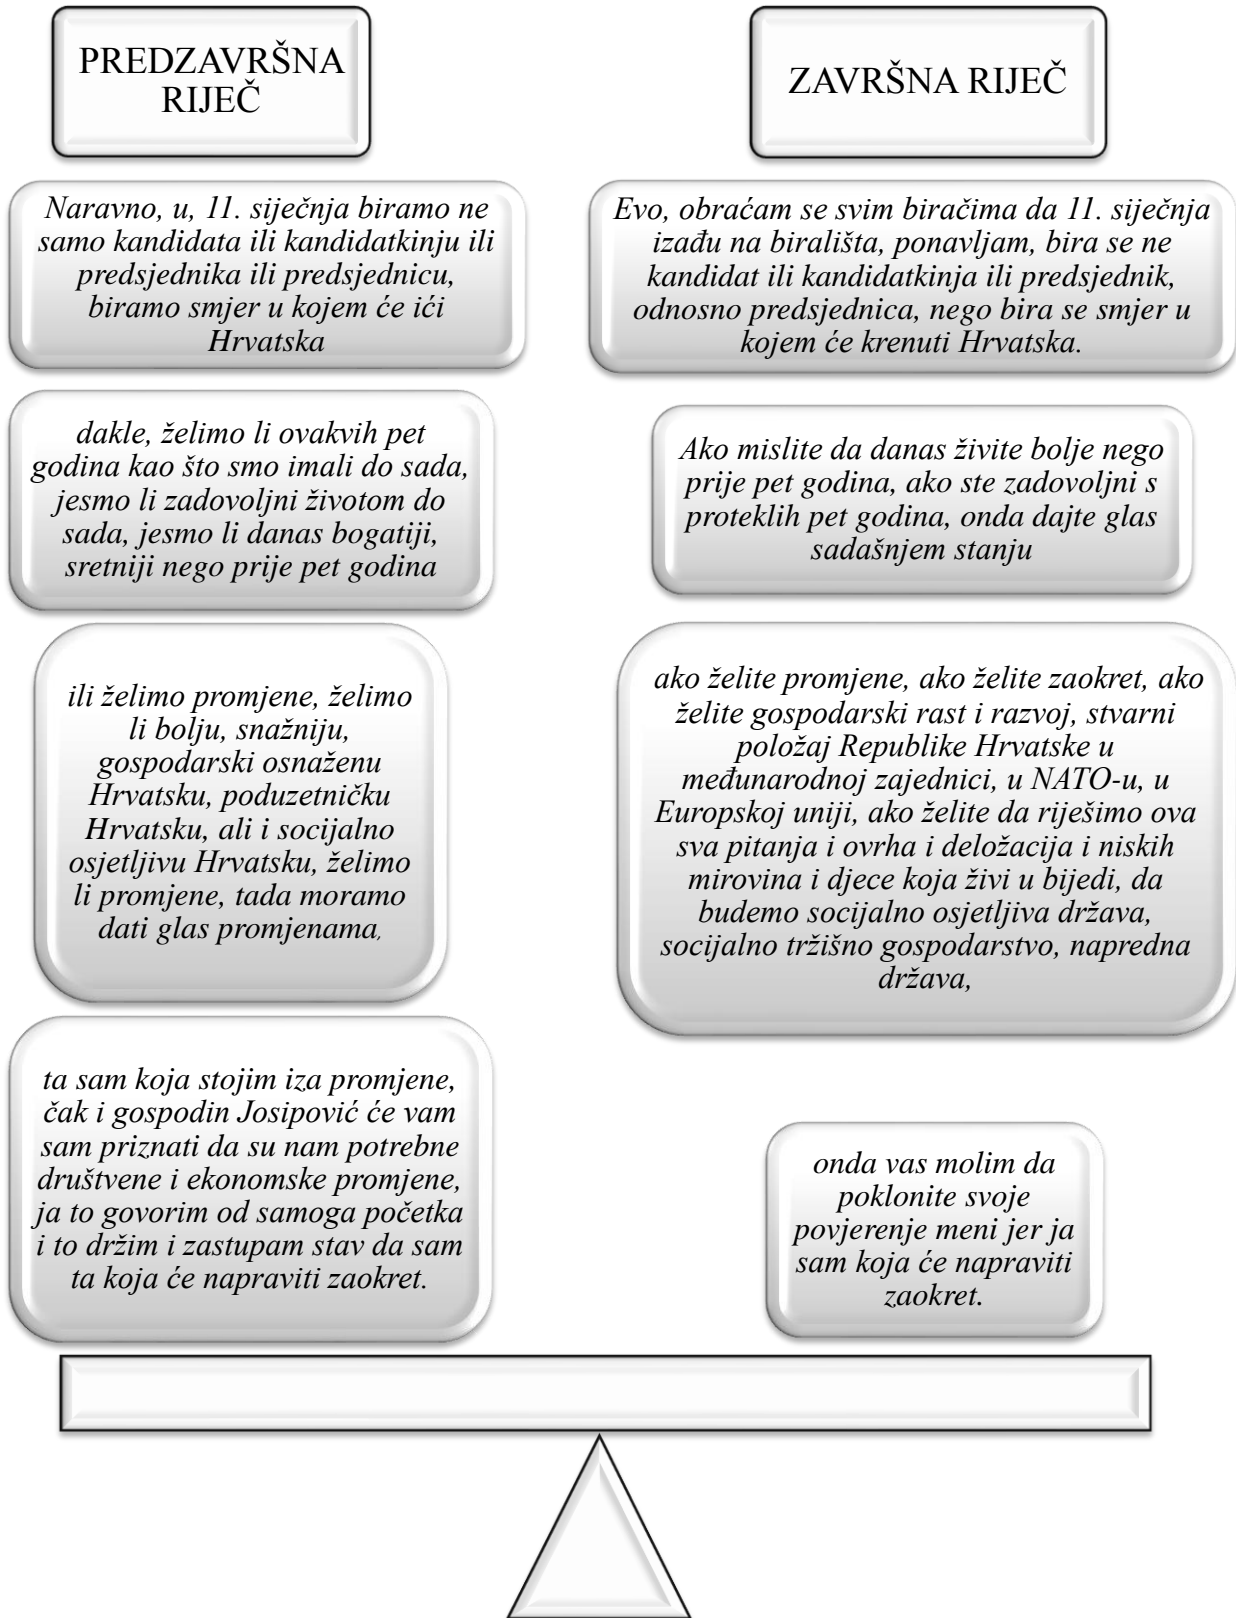 PREDZAVRŠNA
RIJEČ
Naravno, u, 11. siječnja biramo ne
samo kandidata ili kandidatkinju ili
predsjednika ili predsjednicu,
biramo smjer u kojem će ići
Hrvatska
dakle, želimo li ovakvih pet
godina kao što smo imali do sada,
jesmo li zadovoljni životom do
sada, jesmo li danas bogatiji,
sretniji nego prije pet godina
ili želimo promjene, želimo
li bolju, snažniju,
gospodarski osnaženu
Hrvatsku, poduzetničku
Hrvatsku, ali i socijalno
osjetljivu Hrvatsku, želimo
li promjene, tada moramo
dati glas promjenama,
ta sam koja stojim iza promjene,
čak i gospodin Josipović će vam
sam priznati da su nam potrebne
društvene i ekonomske promjene,
ja to govorim od samoga početka
i to držim i zastupam stav da sam
ta koja će napraviti zaokret.
ZAVRŠNA RIJEČ
Evo, obraćam se svim biračima da 11. siječnja
izađu na birališta, ponavljam, bira se ne
kandidat ili kandidatkinja ili predsjednik,
odnosno predsjednica, nego bira se smjer u
kojem će krenuti Hrvatska.
Ako mislite da danas živite bolje nego
prije pet godina, ako ste zadovoljni s
proteklih pet godina, onda dajte glas
sadašnjem stanju
ako želite promjene, ako želite zaokret, ako
želite gospodarski rast i razvoj, stvarni
položaj Republike Hrvatske u
međunarodnoj zajednici, u NATO-u, u
Europskoj uniji, ako želite da riješimo ova
sva pitanja i ovrha i deložacija i niskih
mirovina i djece koja živi u bijedi, da
budemo socijalno osjetljiva država,
socijalno tržišno gospodarstvo, napredna
država,
onda vas molim da
poklonite svoje
povjerenje meni jer ja
sam koja će napraviti
zaokret.